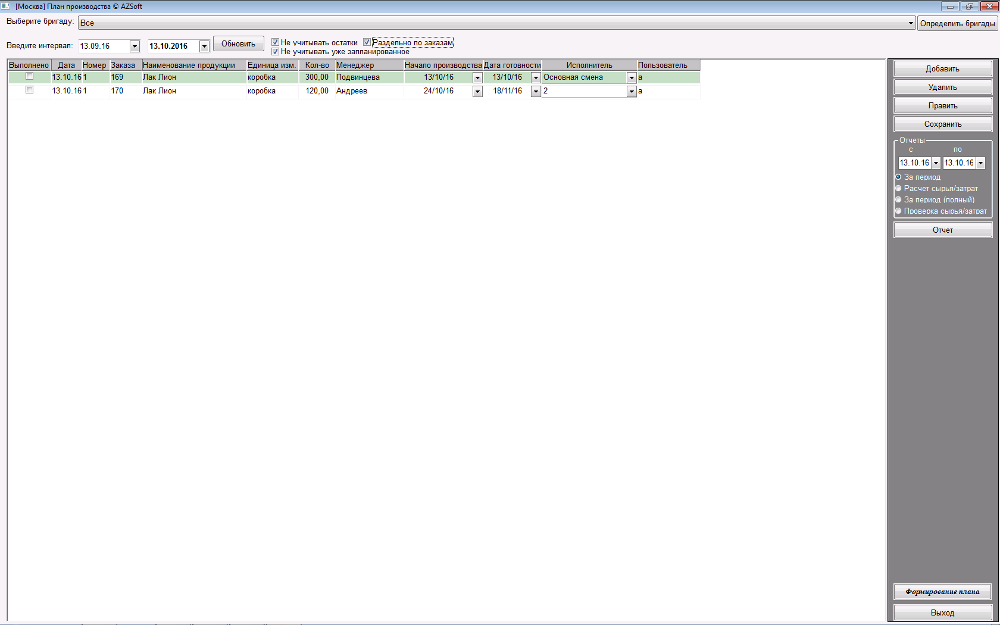 [Москва] План производства © AZSoft
Выберите бригаду: Все Определить бригады
Введите интервал: 13.09.16 13.10.2016 Обновить Не учитывать остатки Раздельно по заказам
Не учитывать уже запланированное
Выполнено Дата Номер Заказа Наименование продукции Единица изм. Кол-во Менеджер Начало производства Дата готовности Исполнитель Пользователь
13.10.16 1 169 Лак Лион коробка 300,00 Подвинцева 13/10/16 13/10/16 Основная смена а
13.10.16 1 170 Лак Лион коробка 120,00 Андреев 24/10/16 18/11/16 2 а
Добавить
Удалить
Править
Сохранить
Отчеты
с по
13.10.16 13.10.16
За период
Расчет сырья/затрат
За период (полный)
Проверка сырья/затрат
Отчет
Формирование плана
Выход